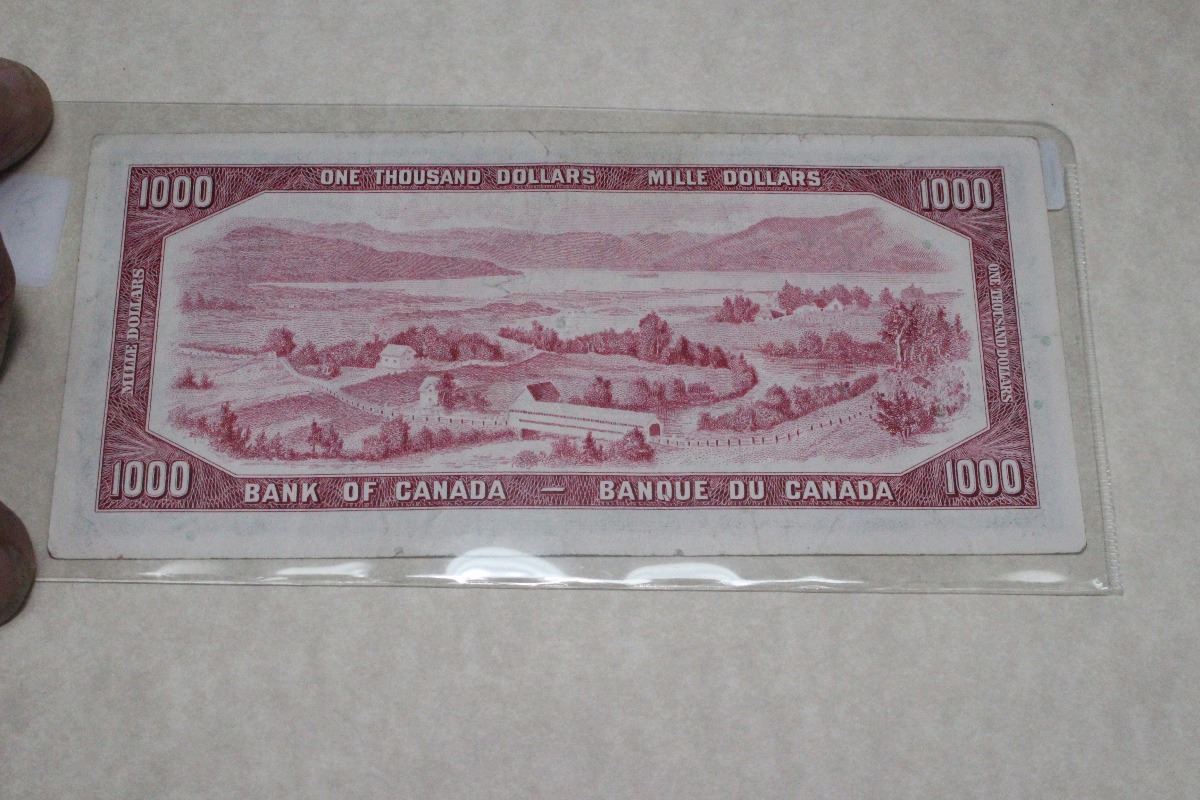 1000 ONE THOUSAND DOLLARS MILLE DOLLARS 1000
MILLE DOLLARS
ONE THOUSAND DOLLARS
1000 BANK OF CANADA — BANQUE DU CANADA 1000